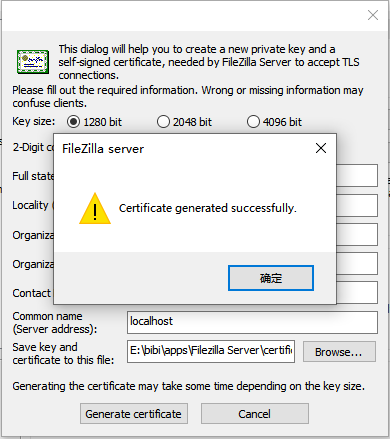 This dialog will help you to create a new private key and a
self-signed certificate, needed by FileZilla Server to accept TLS
connections.
Please fill out the required information. Wrong or missing information may
confuse clients.
Key size:
1280 bit
2048 bit
4096 bit
2-Digit co
FileZilla server
Full state
Certificate generated successfully.
Locality (
Organiza
Organiza
确定
Contact
Common name
(Server address):
localhost
Save key and
certificate to this file:
E:\bibi\apps\Filezilla Server\certific
Browse...
Generating the certificate may take some time depending on the key size.
Generate certificate
Cancel